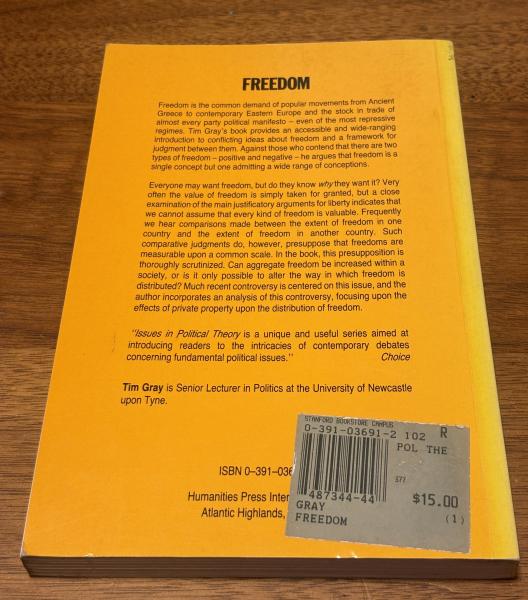 FREEDOM
Freedom is the common demand of popular movements from Ancient
Greece to contemporary Eastern Europe and the stock in trade of
almost every party political manifesto – even of the most repressive
regimes. Tim Gray's book provides an accessible and wide-ranging
introduction to conflicting ideas about freedom and a framework for
judgment between them. Against those who contend that there are two
types of freedom – positive and negative – he argues that freedom is a
single concept but one admitting a wide range of conceptions.
Everyone may want freedom, but do they know why they want it? Very
often the value of freedom is simply taken for granted, but a close
examination of the main justificatory arguments for liberty indicates that
we cannot assume that every kind of freedom is valuable. Frequently
we hear comparisons made between the extent of freedom in one
country and the extent of freedom in another country. Such
comparative judgments do, however, presuppose that freedoms are
measurable upon a common scale. In the book, this presupposition is
thoroughly scrutinized. Can aggregate freedom be increased within a
society, or is it only possible to alter the way in which freedom is
distributed? Much recent controversy is centered on this issue, and the
author incorporates an analysis of this controversy, focusing upon the
effects of private property upon the distribution of freedom.
"Issues in Political Theory is a unique and useful series aimed at
introducing readers to the intricacies of contemporary debates
concerning fundamental political issues." Choice
Tim Gray is Senior Lecturer in Politics at the University of Newcastle
upon Tyne.
ISBN 0–391–036
Humanities Press Inter
Atlantic Highlands,
STANFORD BOOKSTORE CAMPUS
0-391-03691-2 102 R
POL THE
377
487344-44 $15.00
GRAY (1)
FREEDOM